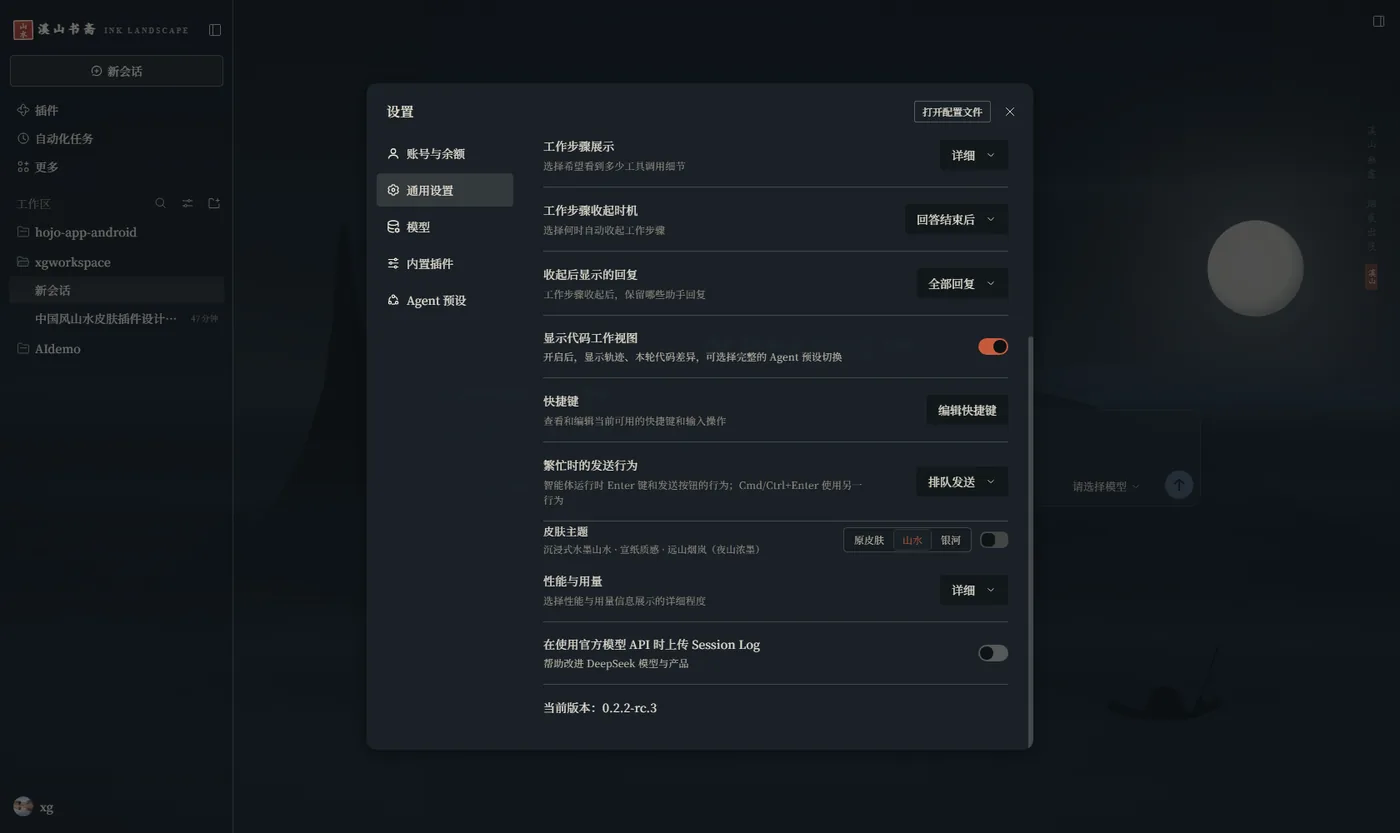 山水
溪山书斋 INK LANDSCAPE
新会话
插件
自动化任务
更多
工作区
hojo-app-android
xgworkspace
新会话
中国风山水皮肤插件设计… 47分钟
AIdemo
xg
设置
打开配置文件
账号与余额
通用设置
模型
内置插件
Agent 预设
工作步骤展示
选择希望看到多少工具调用细节
详细
工作步骤收起时机
选择何时自动收起工作步骤
回答结束后
收起后显示的回复
工作步骤收起后，保留哪些助手回复
全部回复
显示代码工作视图
开启后，显示轨迹、本轮代码差异，可选择完整的 Agent 预设切换
快捷键
查看和编辑当前可用的快捷键和输入操作
编辑快捷键
繁忙时的发送行为
智能体运行时 Enter 键和发送按钮的行为；Cmd/Ctrl+Enter 使用另一
行为
排队发送
皮肤主题
沉浸式水墨山水 · 宣纸质感 · 远山烟岚（夜山浓墨）
原皮肤 山水 银河
性能与用量
选择性能与用量信息展示的详细程度
详细
在使用官方模型 API 时上传 Session Log
帮助改进 DeepSeek 模型与产品
当前版本：0.2.2-rc.3
请选择模型